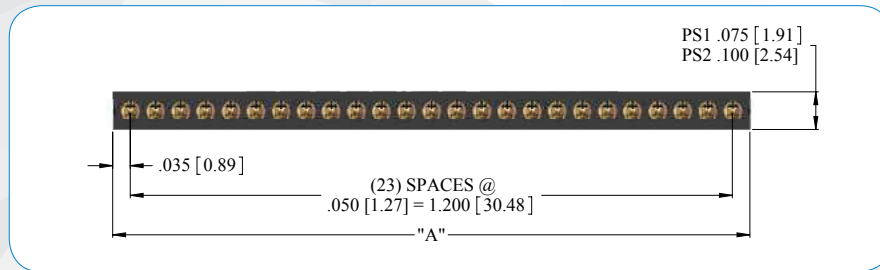 PS1 .075 [1.91]
PS2 .100 [2.54]
.035 [0.89]
(23) SPACES @
.050 [1.27] = 1.200 [30.48]
"A"